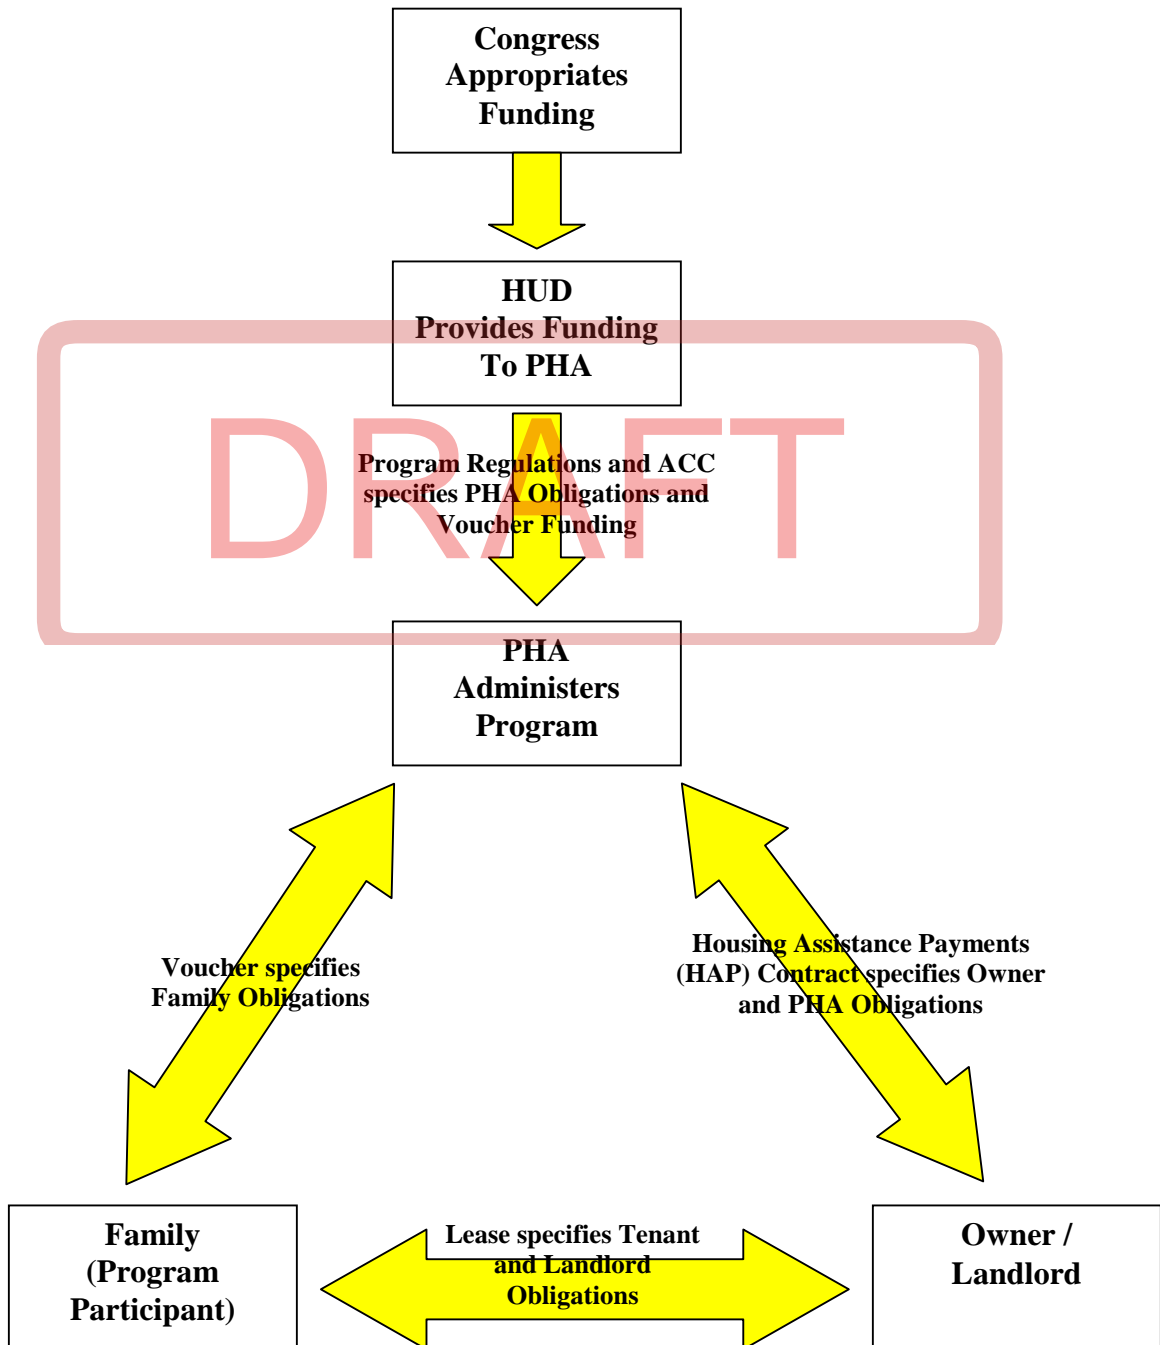 Congress
Appropriates
Funding
HUD
Provides Funding
To PHA
DRAFT
Program Regulations and ACC
specifies PHA Obligations and
Voucher Funding
PHA
Administers
Program
Voucher specifies
Family Obligations
Housing Assistance Payments
(HAP) Contract specifies Owner
and PHA Obligations
Family
(Program
Participant)
Lease specifies Tenant
and Landlord
Obligations
Owner /
Landlord